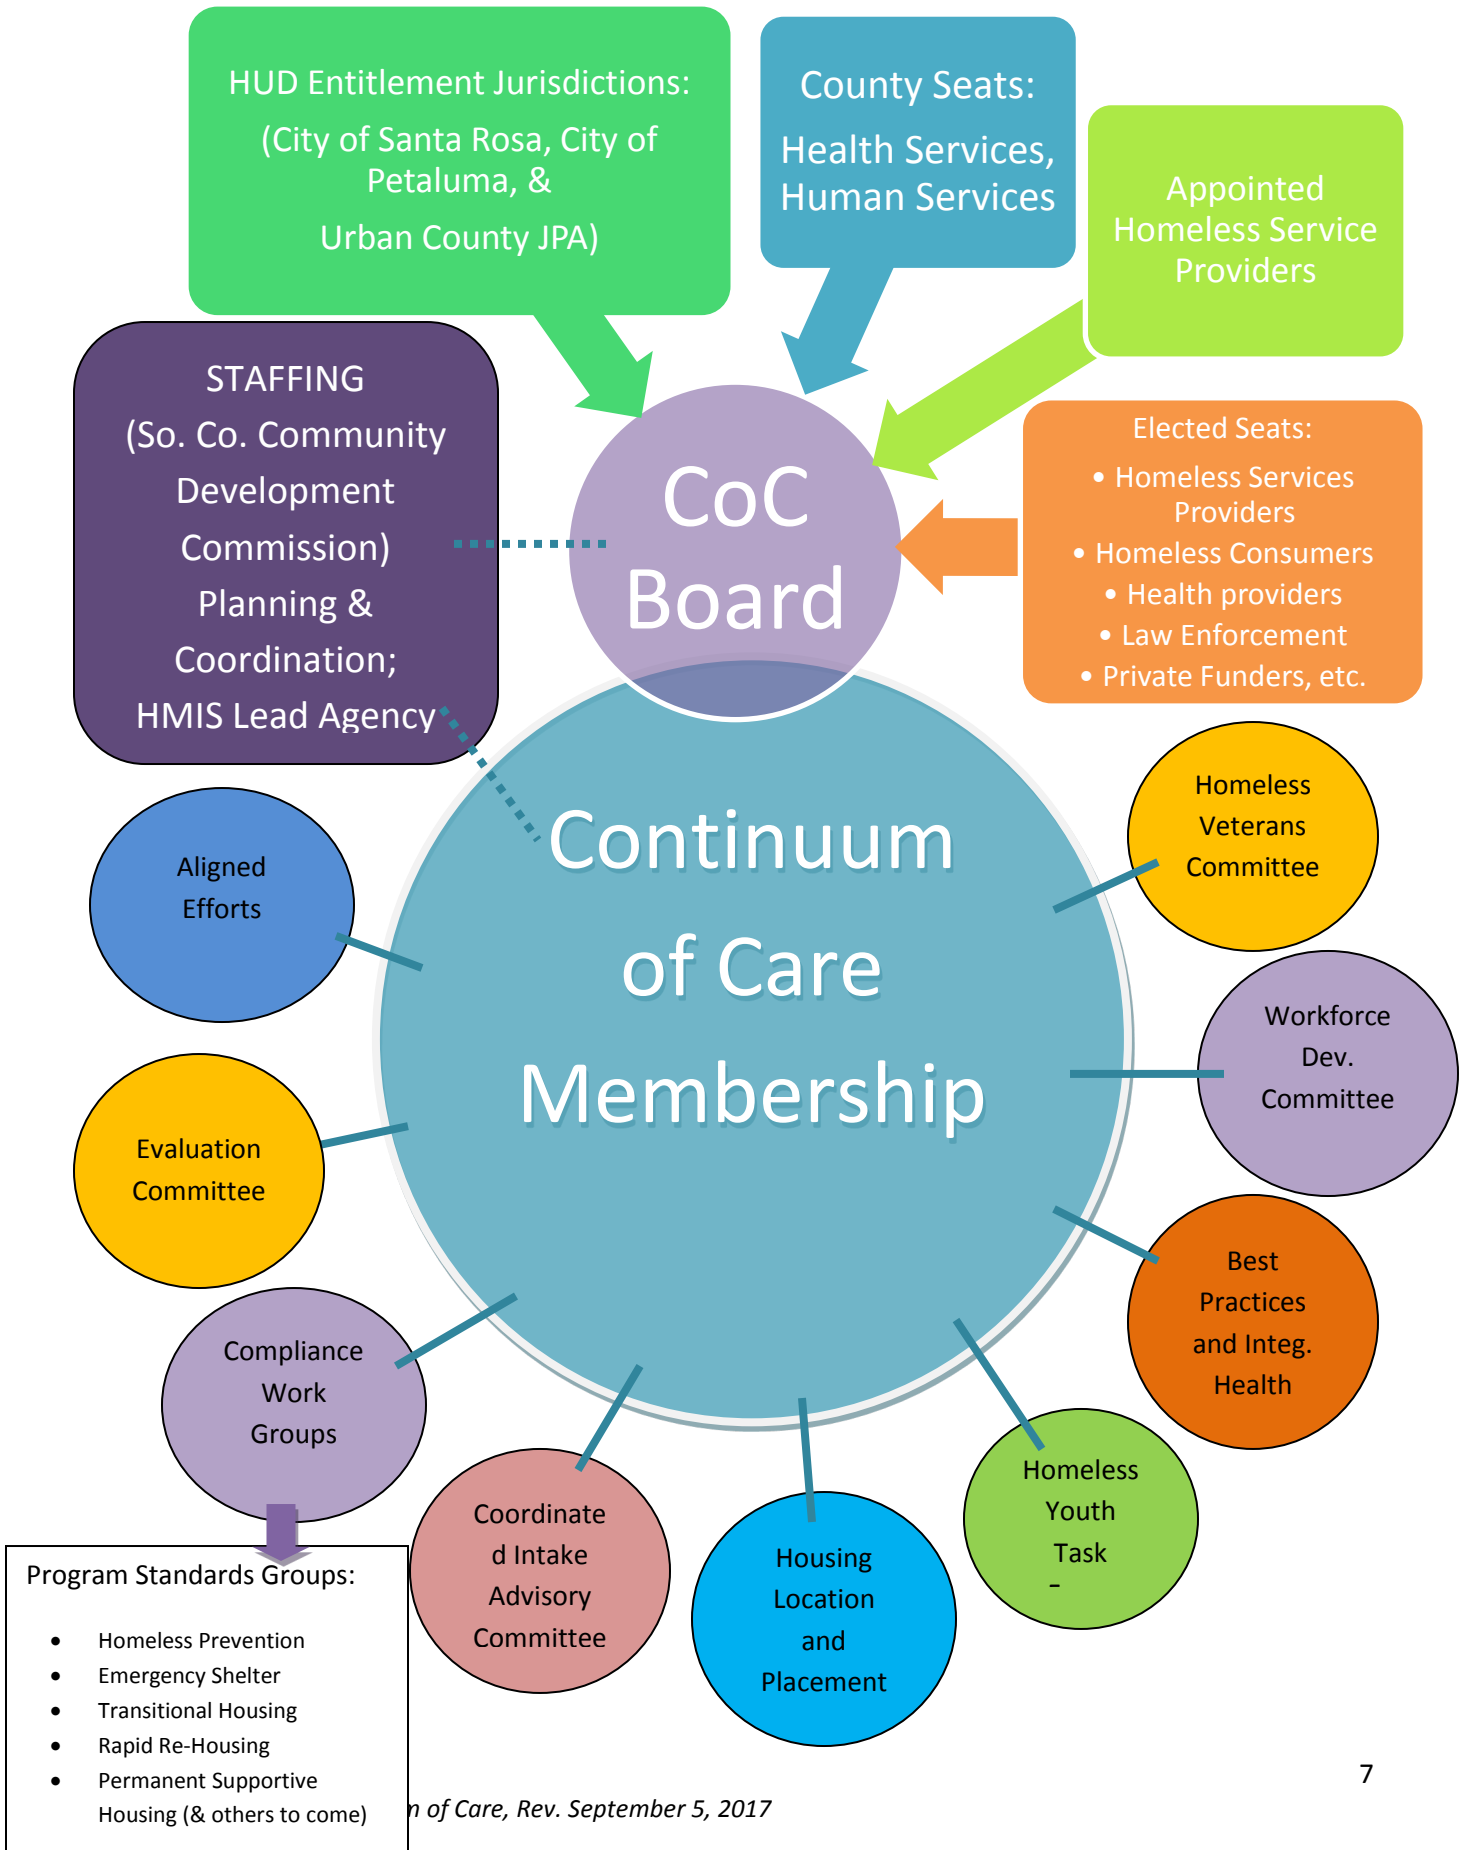 HUD Entitlement Jurisdictions:
(City of Santa Rosa, City of
Petaluma, &
Urban County JPA)
County Seats:
Health Services,
Human Services
Appointed
Homeless Service
Providers
STAFFING
(So. Co. Community
Development
Commission)
Planning &
Coordination;
HMIS Lead Agency
CoC
Board
Elected Seats:
• Homeless Services
Providers
• Homeless Consumers
• Health providers
• Law Enforcement
• Private Funders, etc.
Continuum
of Care
Membership
Homeless
Veterans
Committee
Aligned
Efforts
Workforce
Dev.
Committee
Evaluation
Committee
Best
Practices
and Integ.
Health
Compliance
Work
Groups
Homeless
Youth
Task
Coordinate
d Intake
Advisory
Committee
Housing
Location
and
Placement
Program Standards Groups:
• Homeless Prevention
• Emergency Shelter
• Transitional Housing
• Rapid Re-Housing
• Permanent Supportive
Housing (& others to come)
of Care, Rev. September 5, 2017
7